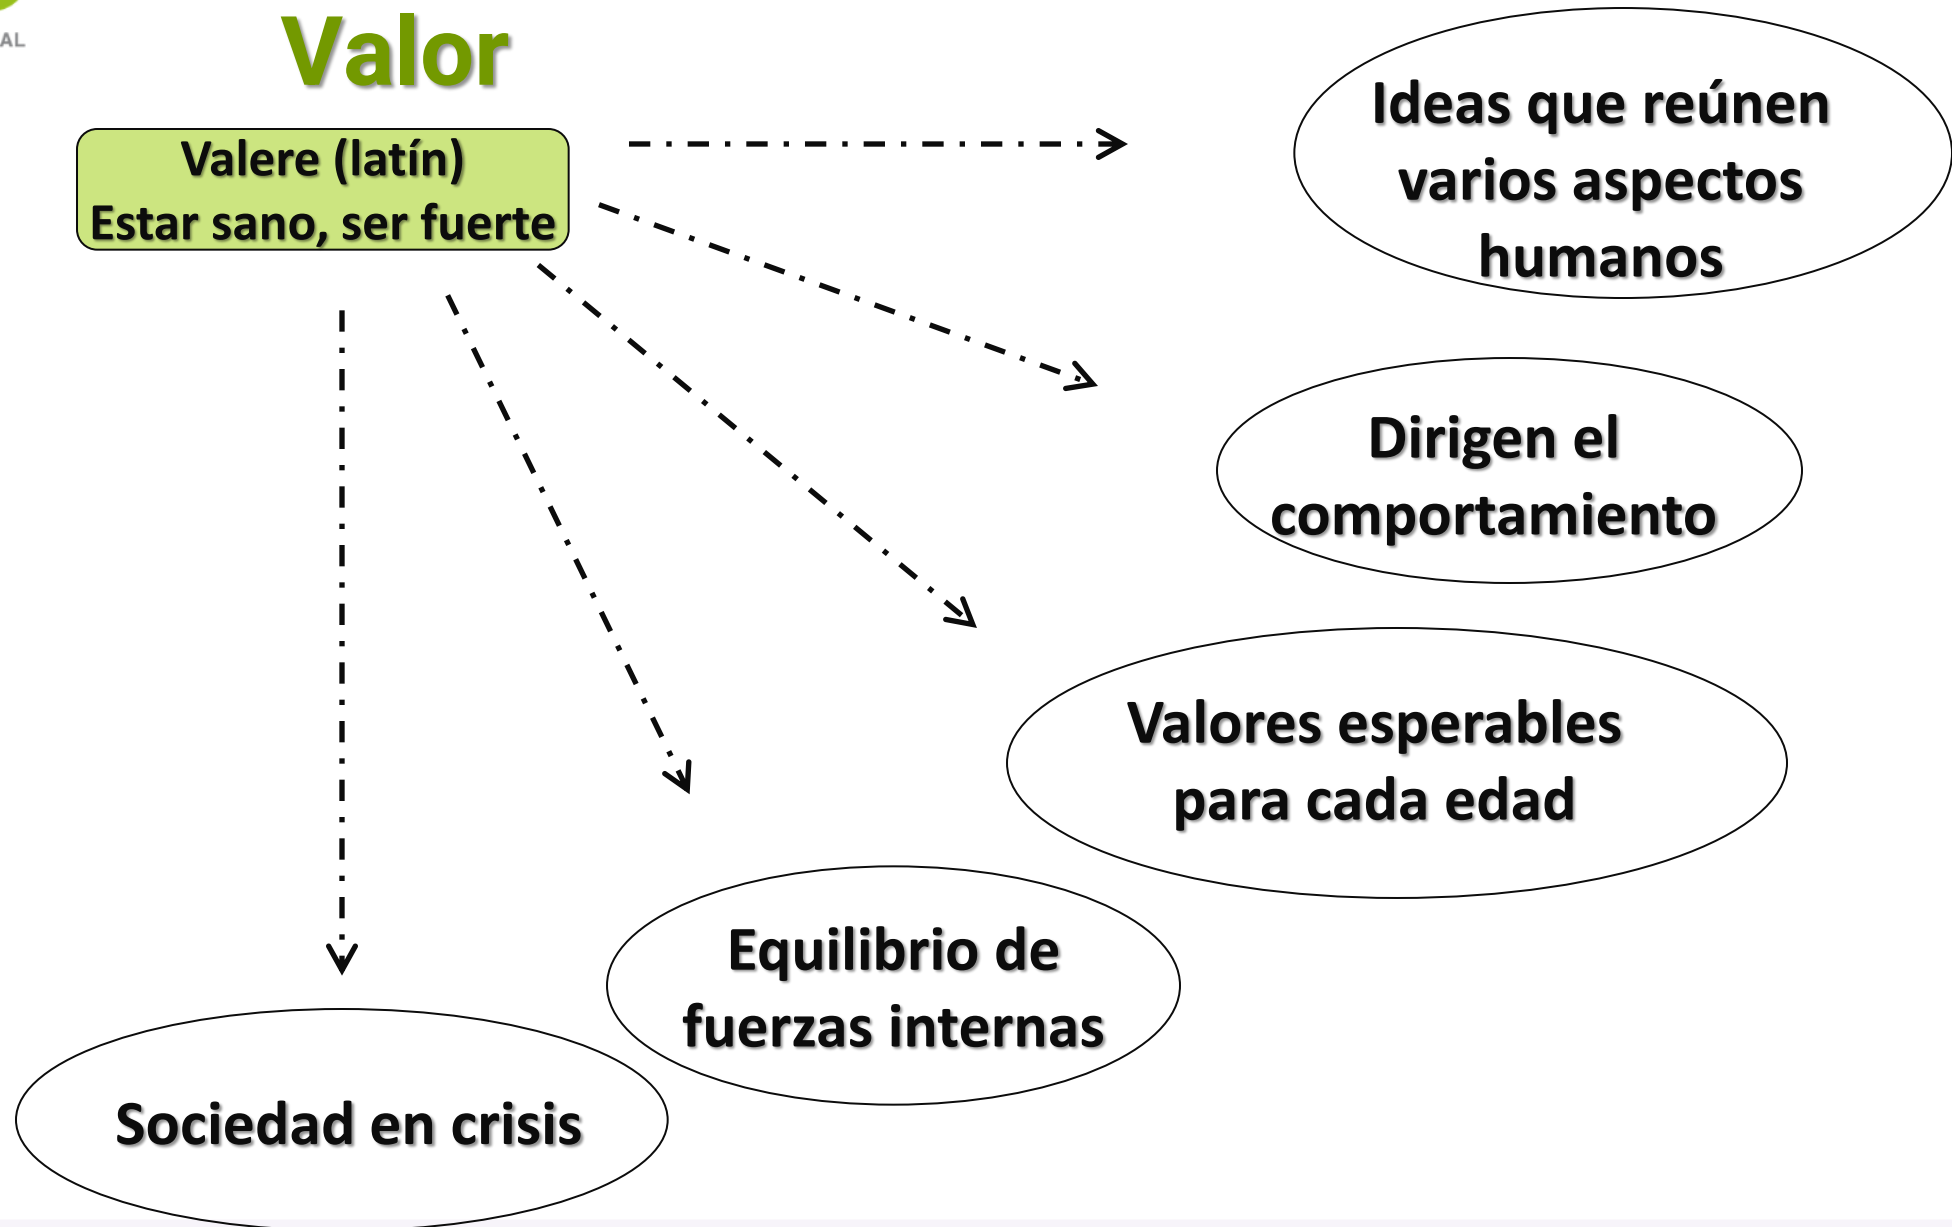 AL
Valor
Valere (latín)
Estar sano, ser fuerte
Ideas que reúnen
varios aspectos
humanos
Dirigen el
comportamiento
Valores esperables
para cada edad
Equilibrio de
fuerzas internas
Sociedad en crisis